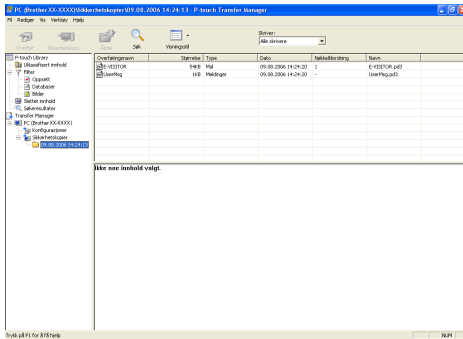 PC (Brother XX-XXXX)\Sikkerhetskopier\09.08.2006 14:24:13 - P-touch Transfer Manager
Fil Rediger Vis Verktøy Hjelp
Overfør Sikkerhetskopi... Åpne Søk Visningsstil
Skriver:
Alle skrivere
P-touch Library
Uklassifisert innhold
Filter
Oppsett
Databaser
Bilder
Slettet innhold
Søkeresultater
Transfer Manager
PC (Brother XX-XXXX)
Konfigurasjoner
Sikkerhetskopier
09.08.2006 14:24:13
Overføringsnavn Størrelse Type Dato Nøkkeltilordning Navn
E-VISITOR 94KB Mal 09.08.2006 14:24:20 1 E-VISITOR.pd3
UserMsg 1KB Meldinger 09.08.2006 14:24:20 - UserMsg.pd3
Ikke noe innhold valgt.
Trykk på F1 for å få hjelp
NUM